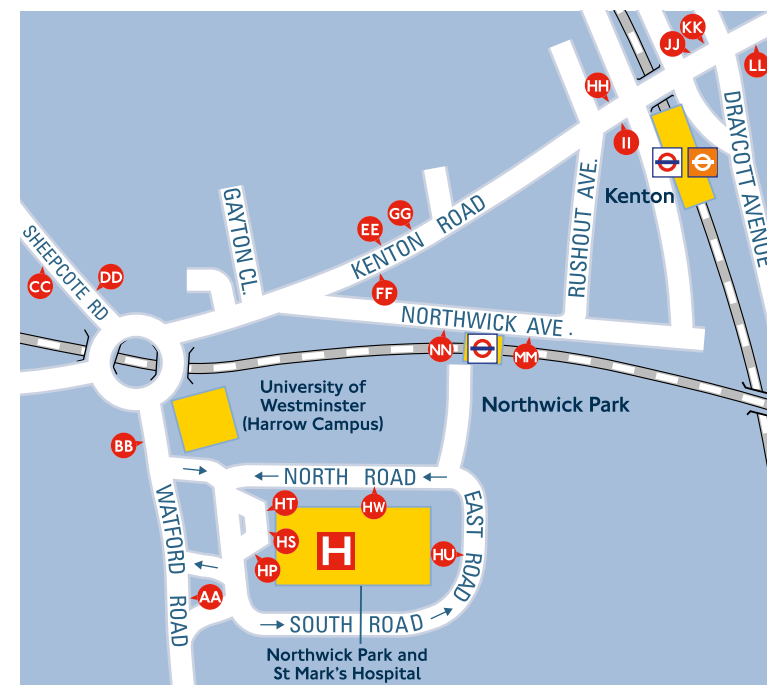 KK
JJ
LL
HH
DRAYCOTT AVENUE
II
Kenton
RUSHOUT AVE.
GAYTON CL.
GG
EE
KENTON ROAD
SHEEPCOTE RD
DD
CC
FF
NORTHWICK AVE.
NN
MM
University of
Westminster
(Harrow Campus)
Northwick Park
BB
NORTH ROAD
HT
HW
HS
H
HU
HP
EAST ROAD
WATFORD ROAD
AA
SOUTH ROAD
Northwick Park and
St Mark's Hospital